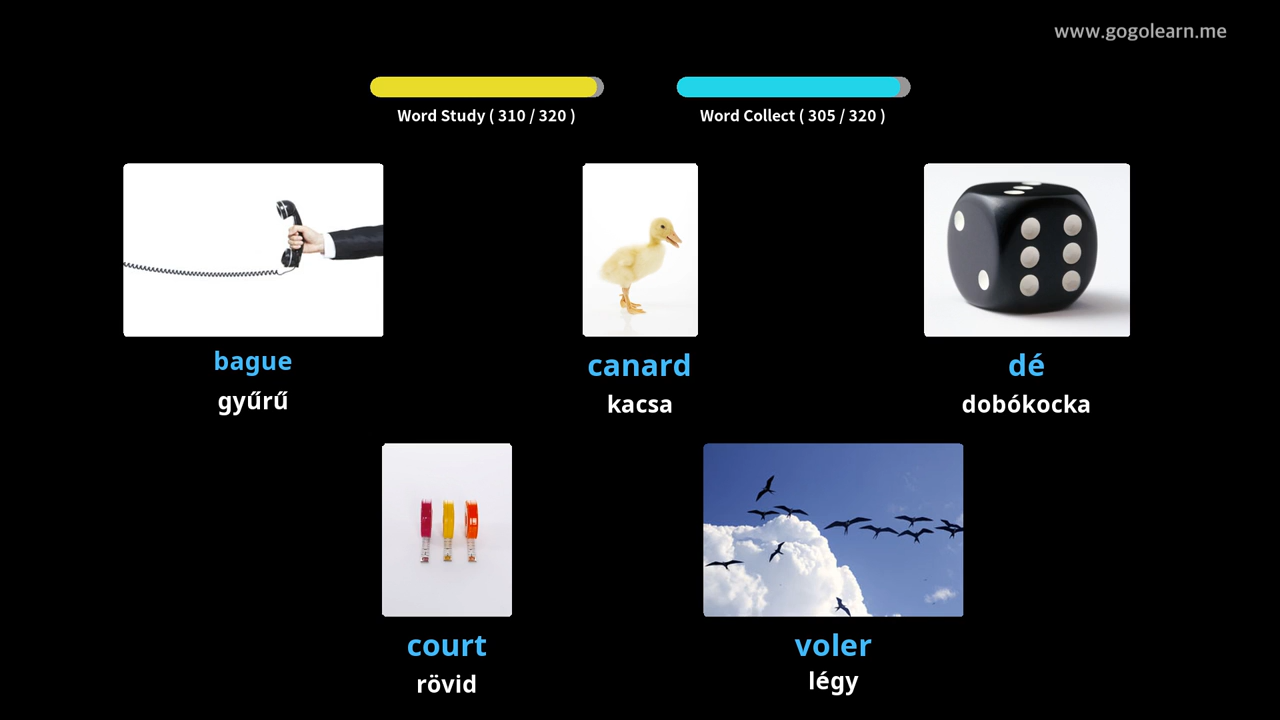 www.gogolearn.me
Word Study ( 310 / 320 )
Word Collect ( 305 / 320 )
bague
gyűrű
canard
kacsa
dé
dobókocka
court
rövid
voler
légy